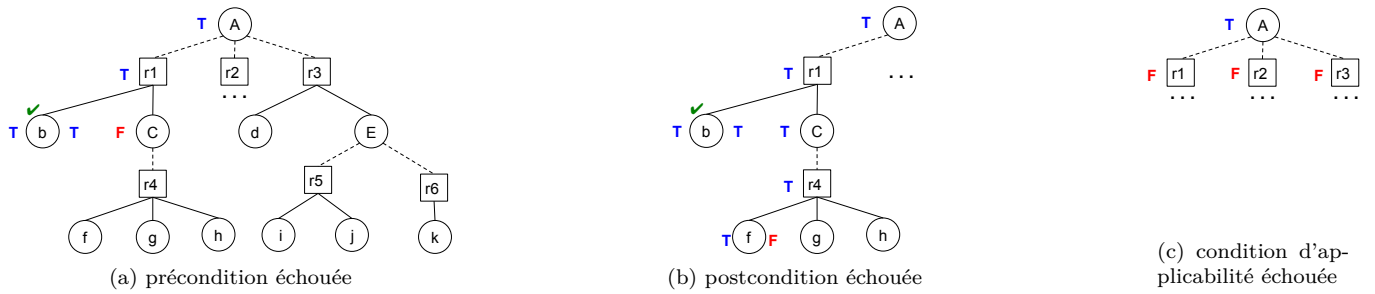 T A
T r1 r2 r3
. . .
✔
T b T F C d E
r4 r5 r6
f g h i j k
(a) précondition échouée
T A
T r1 . . .
✔
T b T T C
T r4
T f F g h
(b) postcondition échouée
T A
F r1 F r2 F r3
. . . . . . . . .
(c) condition d'ap-
plicabilité échouée